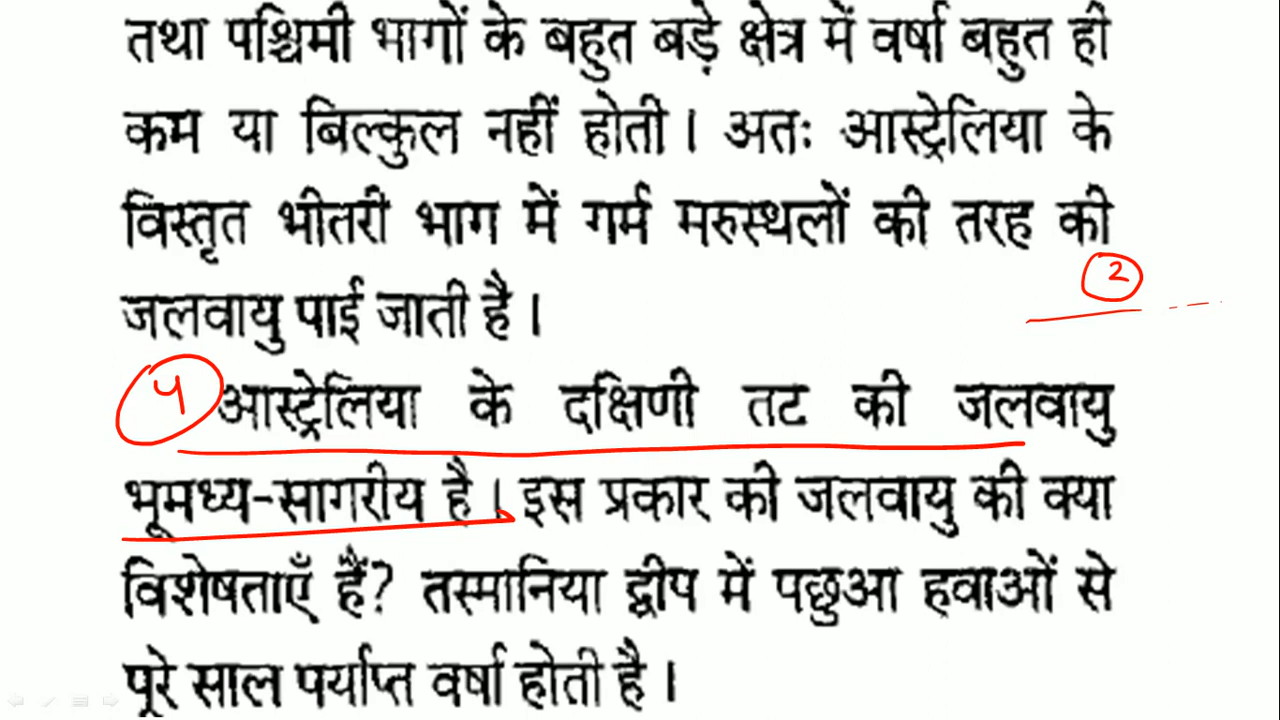 तथा पश्चिमी भागों के बहुत बड़े क्षेत्र में वर्षा बहुत ही
कम या बिल्कुल नहीं होती। अतः आस्ट्रेलिया के
विस्तृत भीतरी भाग में गर्म मरुस्थलों की तरह की
2
जलवायु पाई जाती है।
4 आस्ट्रेलिया के दक्षिणी तट की जलवायु
भूमध्य-सागरीय है। इस प्रकार की जलवायु की क्या
विशेषताएँ हैं? तस्मानिया द्वीप में पछुआ हवाओं से
पूरे साल पर्याप्त वर्षा होती है।